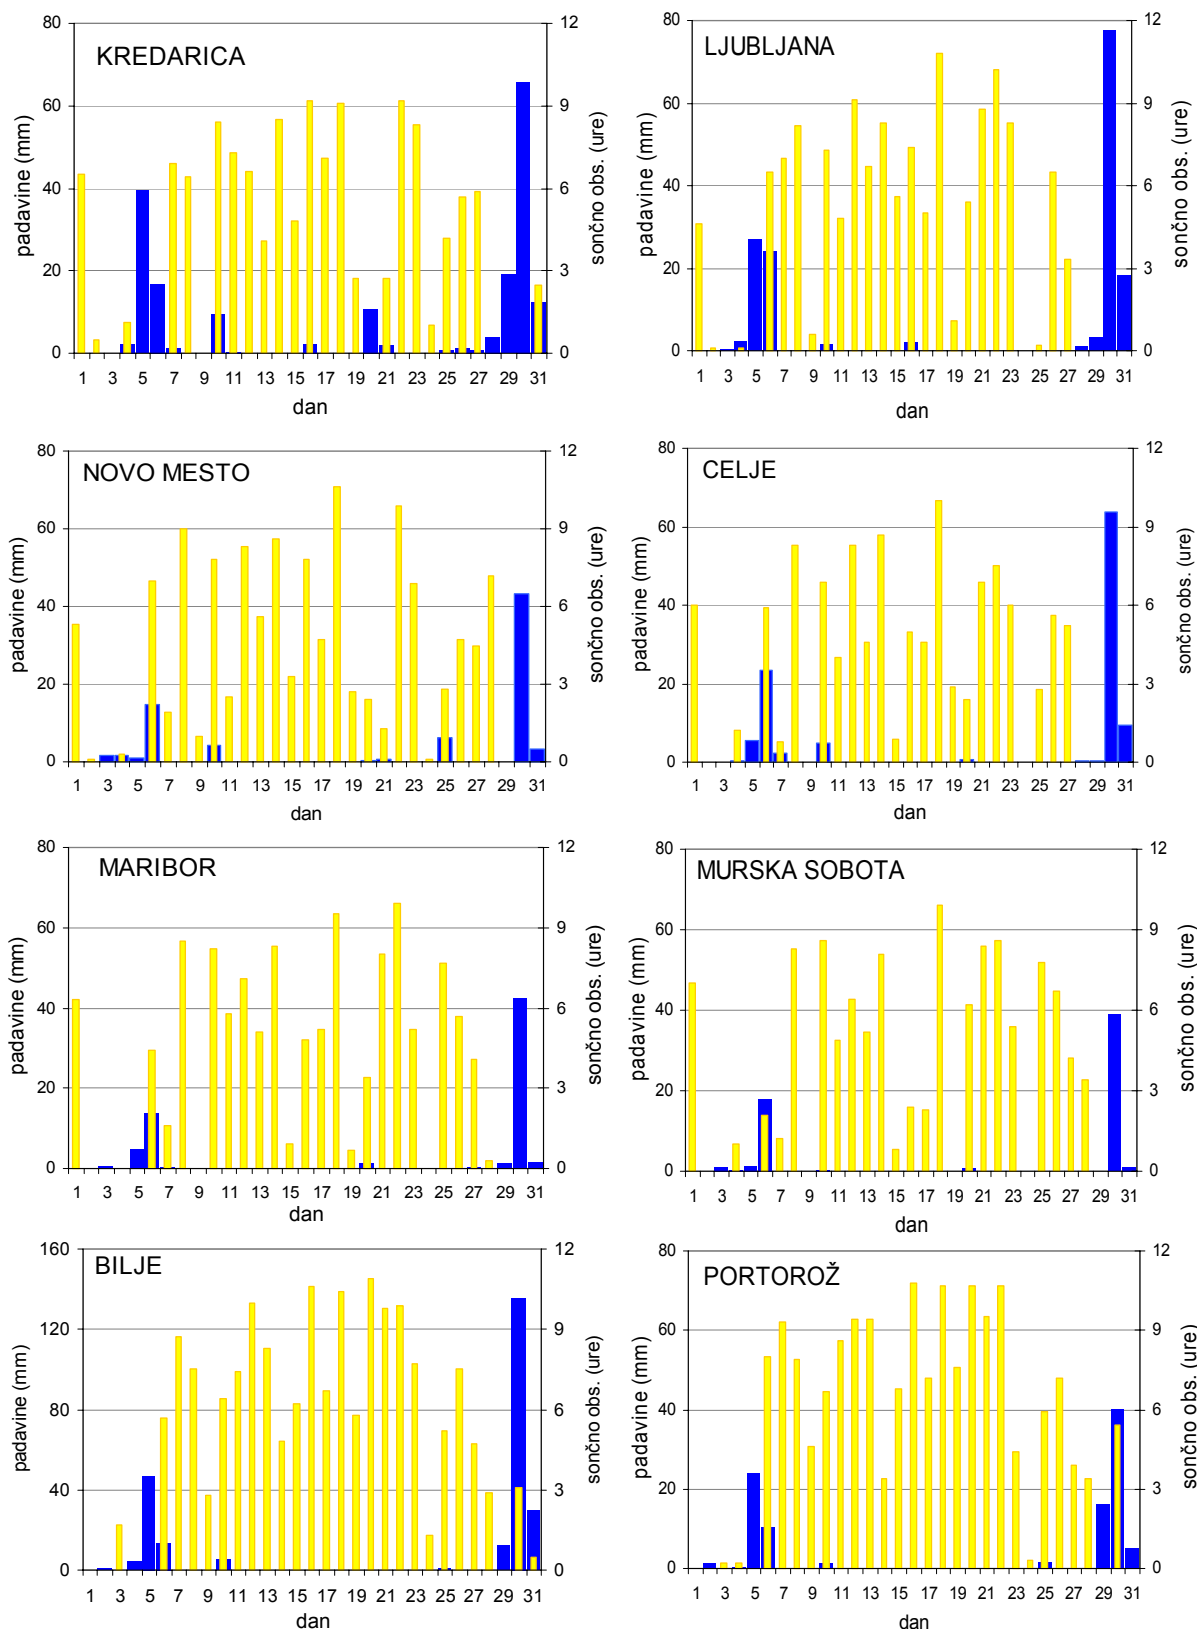 KREDARICA
padavine (mm)
80
60
40
20
0
12
9
6
3
0
sončno obs. (ure)
1 3 5 7 9 11 13 15 17 19 21 23 25 27 29 31
dan
LJUBLJANA
padavine (mm)
80
60
40
20
0
12
9
6
3
0
sončno obs. (ure)
1 3 5 7 9 11 13 15 17 19 21 23 25 27 29 31
dan
NOVO MESTO
padavine (mm)
80
60
40
20
0
12
9
6
3
0
sončno obs. (ure)
1 3 5 7 9 11 13 15 17 19 21 23 25 27 29 31
dan
CELJE
padavine (mm)
80
60
40
20
0
12
9
6
3
0
sončno obs. (ure)
1 3 5 7 9 11 13 15 17 19 21 23 25 27 29 31
dan
MARIBOR
padavine (mm)
80
60
40
20
0
12
9
6
3
0
sončno obs. (ure)
1 3 5 7 9 11 13 15 17 19 21 23 25 27 29 31
dan
MURSKA SOBOTA
padavine (mm)
80
60
40
20
0
12
9
6
3
0
sončno obs. (ure)
1 3 5 7 9 11 13 15 17 19 21 23 25 27 29 31
dan
BILJE
padavine (mm)
160
120
80
40
0
12
9
6
3
0
sončno obs. (ure)
1 3 5 7 9 11 13 15 17 19 21 23 25 27 29 31
dan
PORTOROŽ
padavine (mm)
80
60
40
20
0
12
9
6
3
0
sončno obs. (ure)
1 3 5 7 9 11 13 15 17 19 21 23 25 27 29 31
dan